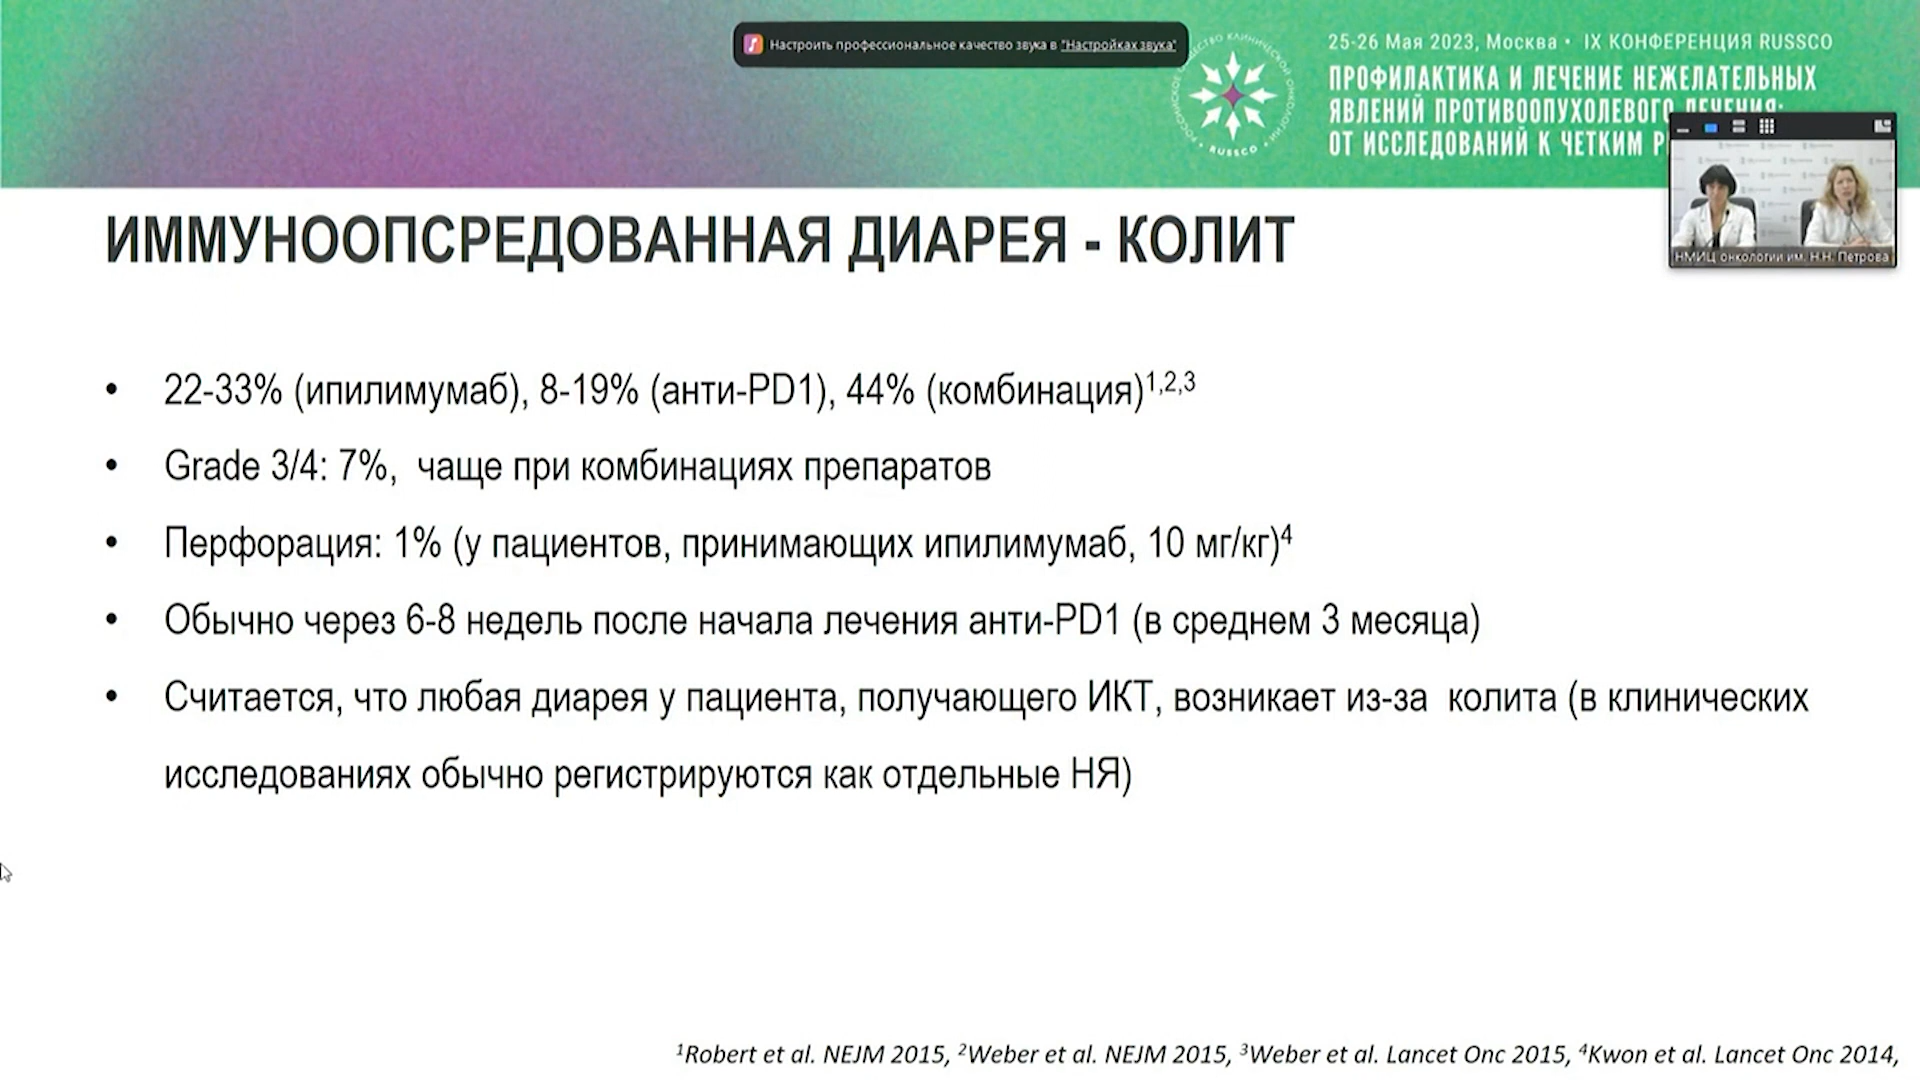 Настроить профессиональное качество звука в "Настройках звука"
25-26 Мая 2023, Москва • IX КОНФЕРЕНЦИЯ RUSSCO
ПРОФИЛАКТИКА И ЛЕЧЕНИЕ НЕЖЕЛАТЕЛЬНЫХ
ЯВЛЕНИЙ ПРОТИВООПУХОЛЕВОГО ЛЕЧЕНИЯ:
ОТ ИССЛЕДОВАНИЙ К ЧЕТКИМ
RUSSCO
НМИЦ онкологии им. Н.Н. Петрова
ИММУНООПСРЕДОВАННАЯ ДИАРЕЯ - КОЛИТ
• 22-33% (ипилимумаб), 8-19% (анти-PD1), 44% (комбинация)1,2,3
• Grade 3/4: 7%, чаще при комбинациях препаратов
• Перфорация: 1% (у пациентов, принимающих ипилимумаб, 10 мг/кг)4
• Обычно через 6-8 недель после начала лечения анти-PD1 (в среднем 3 месяца)
• Считается, что любая диарея у пациента, получающего ИКТ, возникает из-за колита (в клинических
исследованиях обычно регистрируются как отдельные НЯ)
1Robert et al. NEJM 2015, 2Weber et al. NEJM 2015, 3Weber et al. Lancet Onc 2015, 4Kwon et al. Lancet Onc 2014,